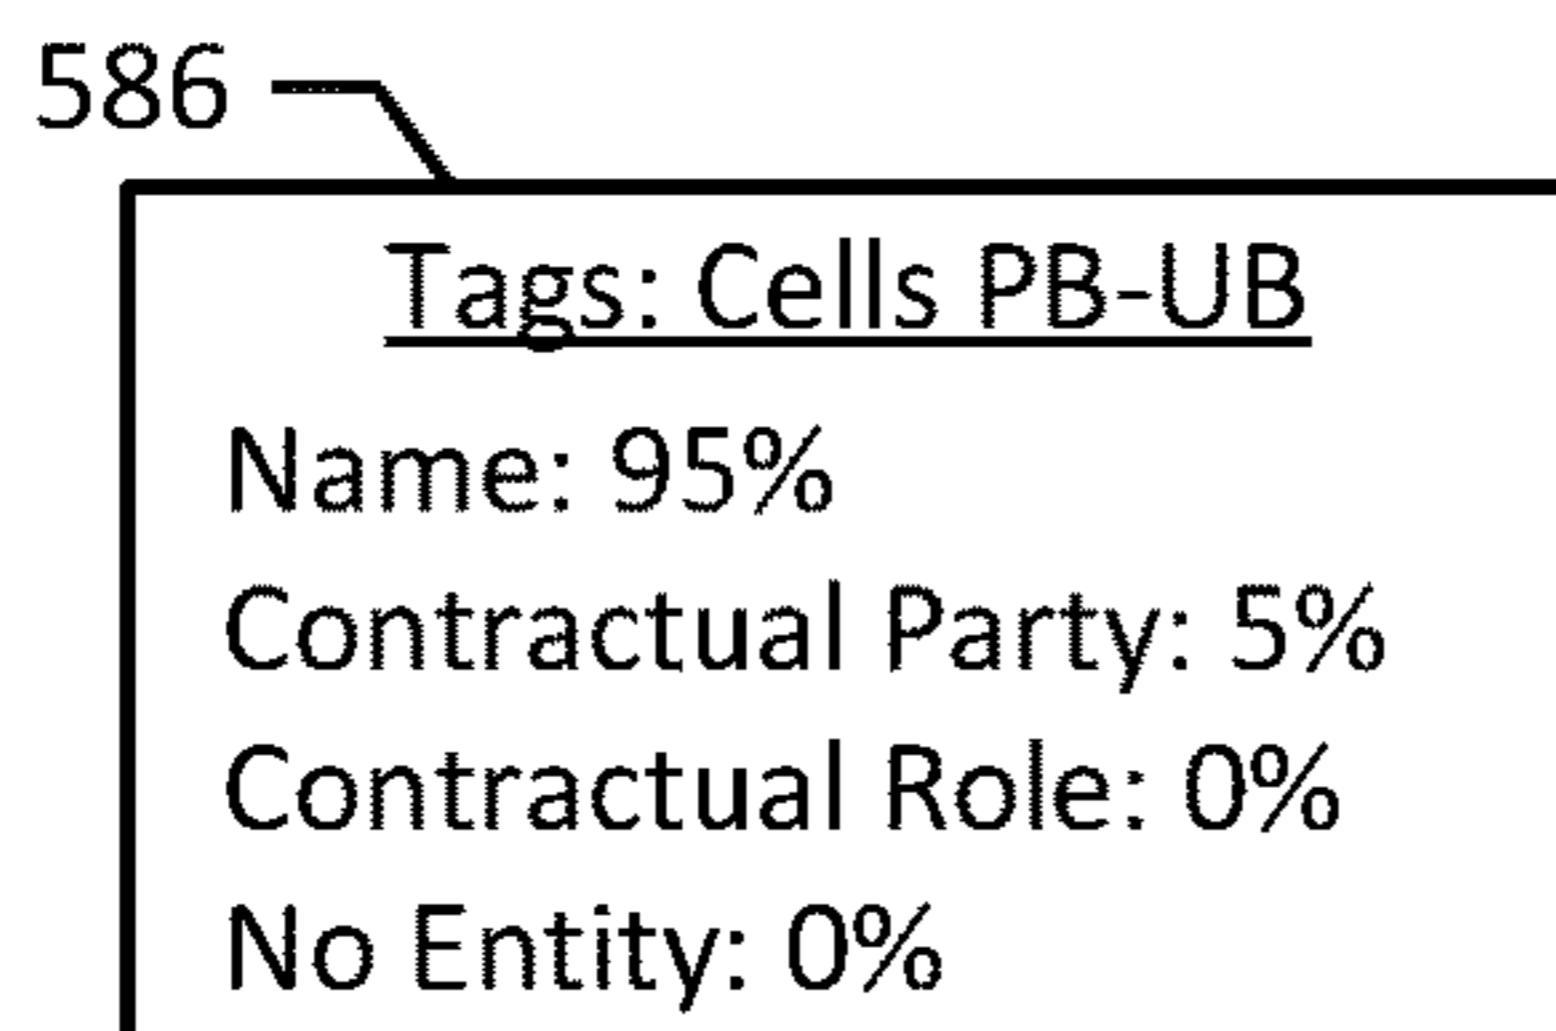 586
Tags: Cells PB-UB
Name: 95%
Contractual Party: 5%
Contractual Role: 0%
No Entity: 0%